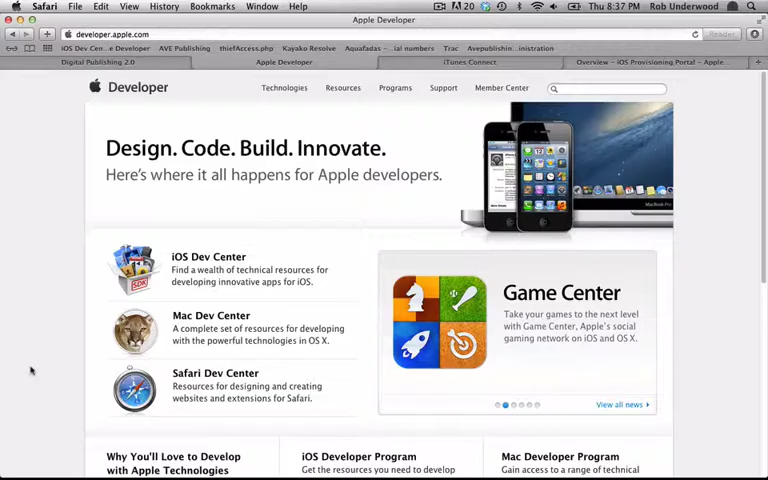 Safari File Edit View History Bookmarks Window Help 20 Thu 8:37 PM Rob Underwood
Apple Developer
developer.apple.com Reader
iOS Dev Cen...e Developer AVE Publishing thiefAccess.php Kayako Resolve Aquafadas ...ial numbers Trac Avepublishin...inistration
Digital Publishing 2.0 Apple Developer iTunes Connect Overview - iOS Provisioning Portal - Apple...
Developer Technologies Resources Programs Support Member Center
Design. Code. Build. Innovate.
Here's where it all happens for Apple developers.
iOS Dev Center
Find a wealth of technical resources for
developing innovative apps for iOS.
SDK
Mac Dev Center
A complete set of resources for developing
with the powerful technologies in OS X.
Safari Dev Center
Resources for designing and creating
websites and extensions for Safari.
Game Center
Take your games to the next level
with Game Center, Apple's social
gaming network on iOS and OS X.
View all news
Why You'll Love to Develop
with Apple Technologies
iOS Developer Program
Get the resources you need to develop
Mac Developer Program
Gain access to a range of technical